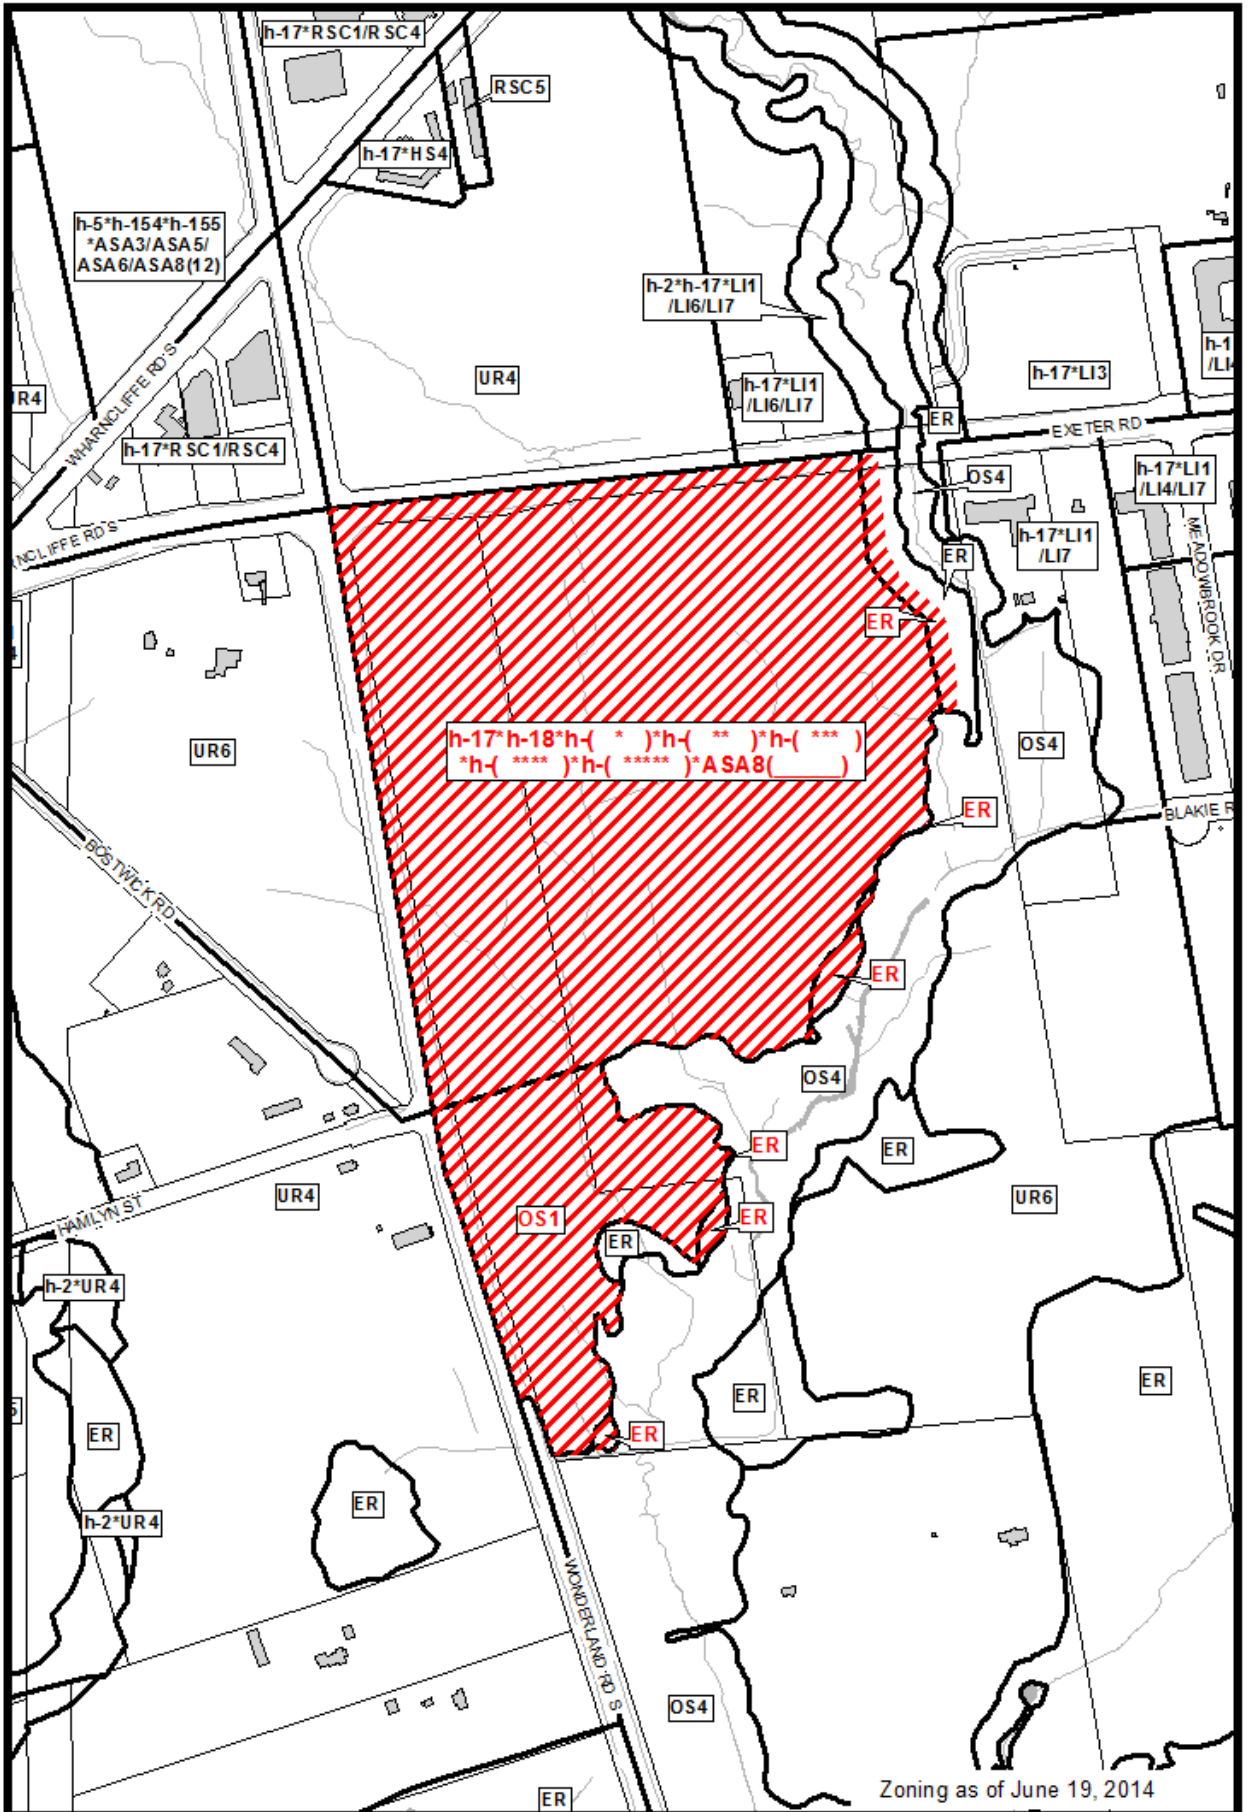 h-17*RSC1/RSC4
RSC5
h-17*HS4
h-5*h-154*h-155
*ASA3/ASA5/
ASA6/ASA8(12)
h-2*h-17*LI1
/LI6/LI7
WHARNCLIFFE RD S
UR4
UR4
h-17*LI1
/LI6/LI7
h-17*LI3
ER
EXETER RD
h-17*RSC1/RSC4
OS4
h-17*LI1
/LI4/LI7
h-17*LI1
/LI7
ER
MEADOWBROOK DR
ER
h-17*h-18*h-( * )*h-( ** )*h-( *** )
*h-( **** )*h-( ***** )*ASA8(______)
UR6
OS4
ER
BLAKIE R
BOSTWICK RD
ER
OS4
ER
ER
UR4
UR6
HAMLYN ST
OS1
ER
ER
h-2*UR4
ER
ER
ER
ER
ER
h-2*UR4
WONDERLAND RD S
OS4
ER
Zoning as of June 19, 2014